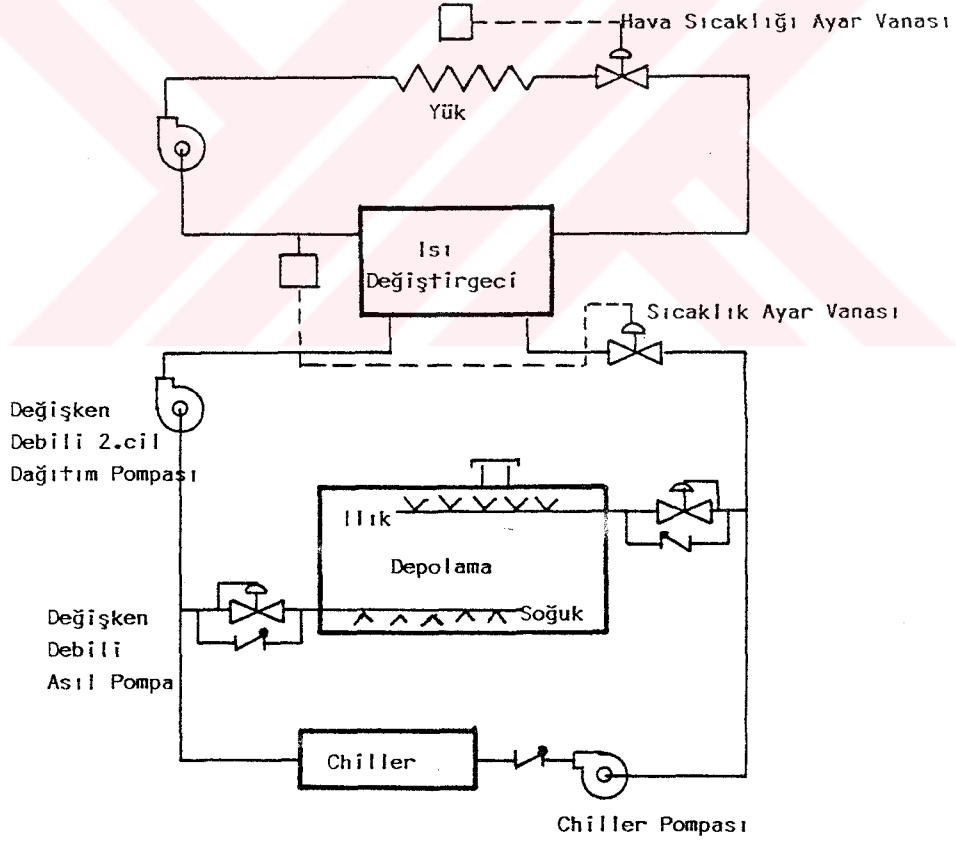 Hava Sıcaklığı Ayar Vanası
Yük
Isı
Değiştirgeci
Sıcaklık Ayar Vanası
Değişken
Debili 2.cil
Dağıtım Pompası
Ilık
Depolama
Soğuk
Değişken
Debili
Asıl Pompa
Chiller
Chiller Pompası